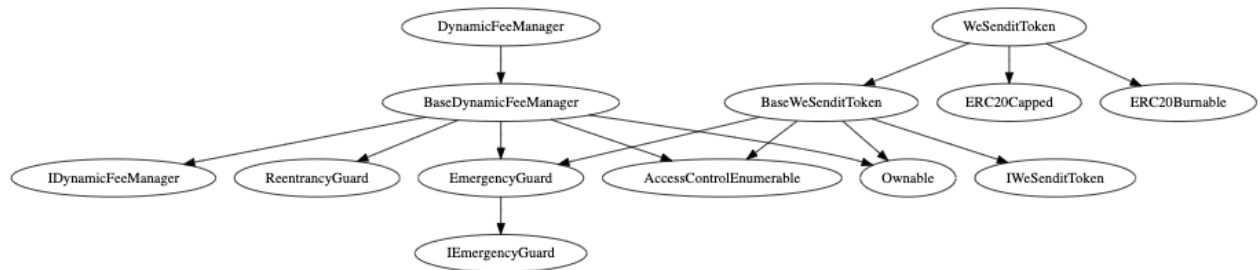 DynamicFeeManager
WeSenditToken
BaseDynamicFeeManager
BaseWeSenditToken
ERC20Capped
ERC20Burnable
IDynamicFeeManager
ReentrancyGuard
EmergencyGuard
AccessControlEnumerable
Ownable
IWeSenditToken
IEmergencyGuard